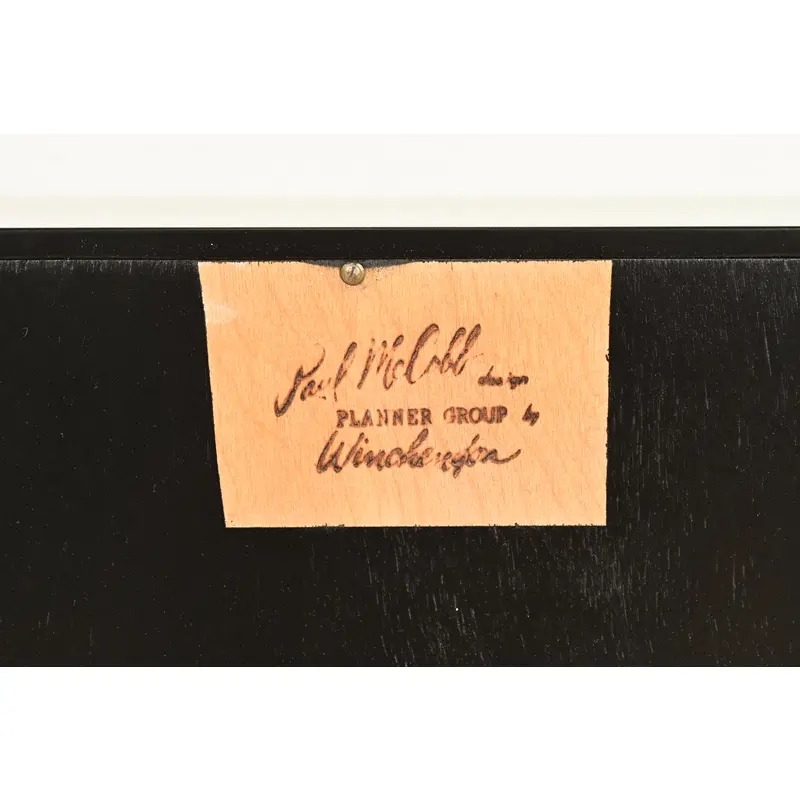 Paul McCobb design
PLANNER GROUP by
Winchendon